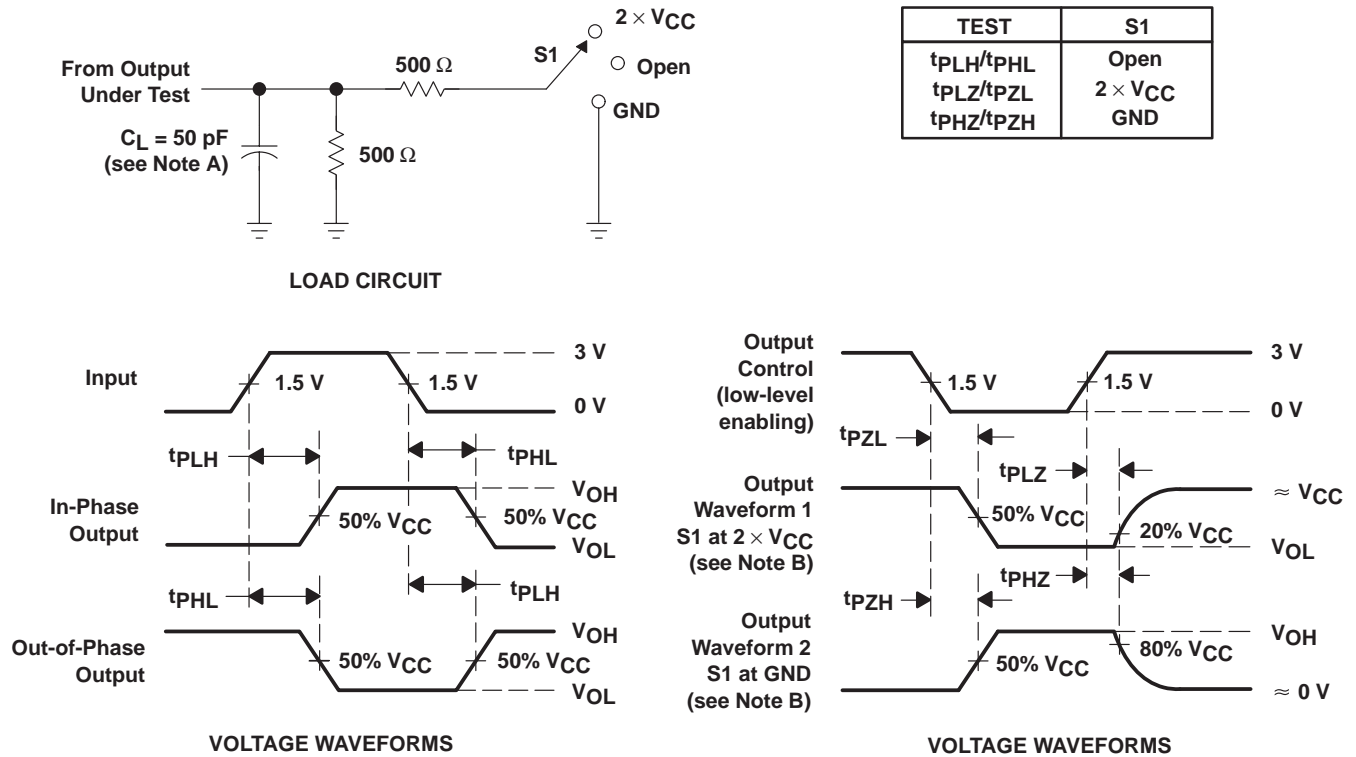 2 × VCC
S1
Open
GND
From Output
Under Test
500 Ω
CL = 50 pF
(see Note A)
500 Ω
LOAD CIRCUIT
TEST S1
tPLH/tPHL Open
tPLZ/tPZL 2 × VCC
tPHZ/tPZH GND
Input
3 V
1.5 V 1.5 V
0 V
tPLH tPHL
In-Phase
Output
VOH
50% VCC 50% VCC
VOL
tPHL tPLH
Out-of-Phase
Output
VOH
50% VCC 50% VCC
VOL
VOLTAGE WAVEFORMS
Output
Control
(low-level
enabling)
3 V
1.5 V 1.5 V
0 V
tPZL
tPLZ
Output
Waveform 1
S1 at 2 × VCC
(see Note B)
≈ VCC
50% VCC 20% VCC
VOL
tPHZ
tPZH
Output
Waveform 2
S1 at GND
(see Note B)
VOH
50% VCC 80% VCC
≈ 0 V
VOLTAGE WAVEFORMS